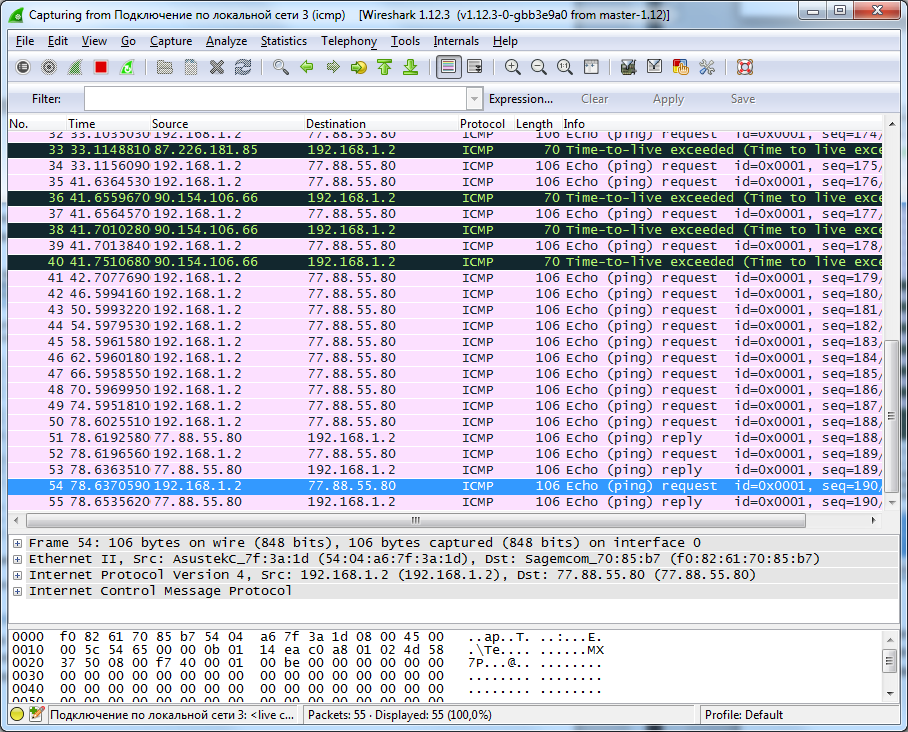 Capturing from Подключение по локальной сети 3 (icmp) [Wireshark 1.12.3 (v1.12.3-0-gbb3e9a0 from master-1.12)]
File Edit View Go Capture Analyze Statistics Telephony Tools Internals Help
Filter: Expression... Clear Apply Save
No. Time Source Destination Protocol Length Info
32 33.1035030 192.168.1.2 77.88.55.80 ICMP 106 Echo (ping) request id=0x0001, seq=174/
33 33.1148810 87.226.181.85 192.168.1.2 ICMP 70 Time-to-live exceeded (Time to live exce
34 33.1156090 192.168.1.2 77.88.55.80 ICMP 106 Echo (ping) request id=0x0001, seq=175/
35 41.6364530 192.168.1.2 77.88.55.80 ICMP 106 Echo (ping) request id=0x0001, seq=176/
36 41.6559670 90.154.106.66 192.168.1.2 ICMP 70 Time-to-live exceeded (Time to live exce
37 41.6564570 192.168.1.2 77.88.55.80 ICMP 106 Echo (ping) request id=0x0001, seq=177/
38 41.7010280 90.154.106.66 192.168.1.2 ICMP 70 Time-to-live exceeded (Time to live exce
39 41.7013840 192.168.1.2 77.88.55.80 ICMP 106 Echo (ping) request id=0x0001, seq=178/
40 41.7510680 90.154.106.66 192.168.1.2 ICMP 70 Time-to-live exceeded (Time to live exce
41 42.7077690 192.168.1.2 77.88.55.80 ICMP 106 Echo (ping) request id=0x0001, seq=179/
42 46.5994160 192.168.1.2 77.88.55.80 ICMP 106 Echo (ping) request id=0x0001, seq=180/
43 50.5993220 192.168.1.2 77.88.55.80 ICMP 106 Echo (ping) request id=0x0001, seq=181/
44 54.5979530 192.168.1.2 77.88.55.80 ICMP 106 Echo (ping) request id=0x0001, seq=182/
45 58.5961580 192.168.1.2 77.88.55.80 ICMP 106 Echo (ping) request id=0x0001, seq=183/
46 62.5960180 192.168.1.2 77.88.55.80 ICMP 106 Echo (ping) request id=0x0001, seq=184/
47 66.5958550 192.168.1.2 77.88.55.80 ICMP 106 Echo (ping) request id=0x0001, seq=185/
48 70.5969950 192.168.1.2 77.88.55.80 ICMP 106 Echo (ping) request id=0x0001, seq=186/
49 74.5951810 192.168.1.2 77.88.55.80 ICMP 106 Echo (ping) request id=0x0001, seq=187/
50 78.6025510 192.168.1.2 77.88.55.80 ICMP 106 Echo (ping) request id=0x0001, seq=188/
51 78.6192580 77.88.55.80 192.168.1.2 ICMP 106 Echo (ping) reply id=0x0001, seq=188/
52 78.6196560 192.168.1.2 77.88.55.80 ICMP 106 Echo (ping) request id=0x0001, seq=189/
53 78.6363510 77.88.55.80 192.168.1.2 ICMP 106 Echo (ping) reply id=0x0001, seq=189/
54 78.6370590 192.168.1.2 77.88.55.80 ICMP 106 Echo (ping) request id=0x0001, seq=190/
55 78.6535620 77.88.55.80 192.168.1.2 ICMP 106 Echo (ping) reply id=0x0001, seq=190/
Frame 54: 106 bytes on wire (848 bits), 106 bytes captured (848 bits) on interface 0
Ethernet II, Src: AsustekC_7f:3a:1d (54:04:a6:7f:3a:1d), Dst: Sagemcom_70:85:b7 (f0:82:61:70:85:b7)
Internet Protocol Version 4, Src: 192.168.1.2 (192.168.1.2), Dst: 77.88.55.80 (77.88.55.80)
Internet Control Message Protocol
0000 f0 82 61 70 85 b7 54 04 a6 7f 3a 1d 08 00 45 00 ..ap..T. ..:...E.
0010 00 5c 54 65 00 00 0b 01 14 ea c0 a8 01 02 4d 58 .\Te.... ......MX
0020 37 50 08 00 f7 40 00 01 00 be 00 00 00 00 00 00 7P...@.. ........
0030 00 00 00 00 00 00 00 00 00 00 00 00 00 00 00 00 ........ ........
0040 00 00 00 00 00 00 00 00 00 00 00 00 00 00 00 00 ........ ........
Подключение по локальной сети 3: <live c... Packets: 55 · Displayed: 55 (100,0%) Profile: Default